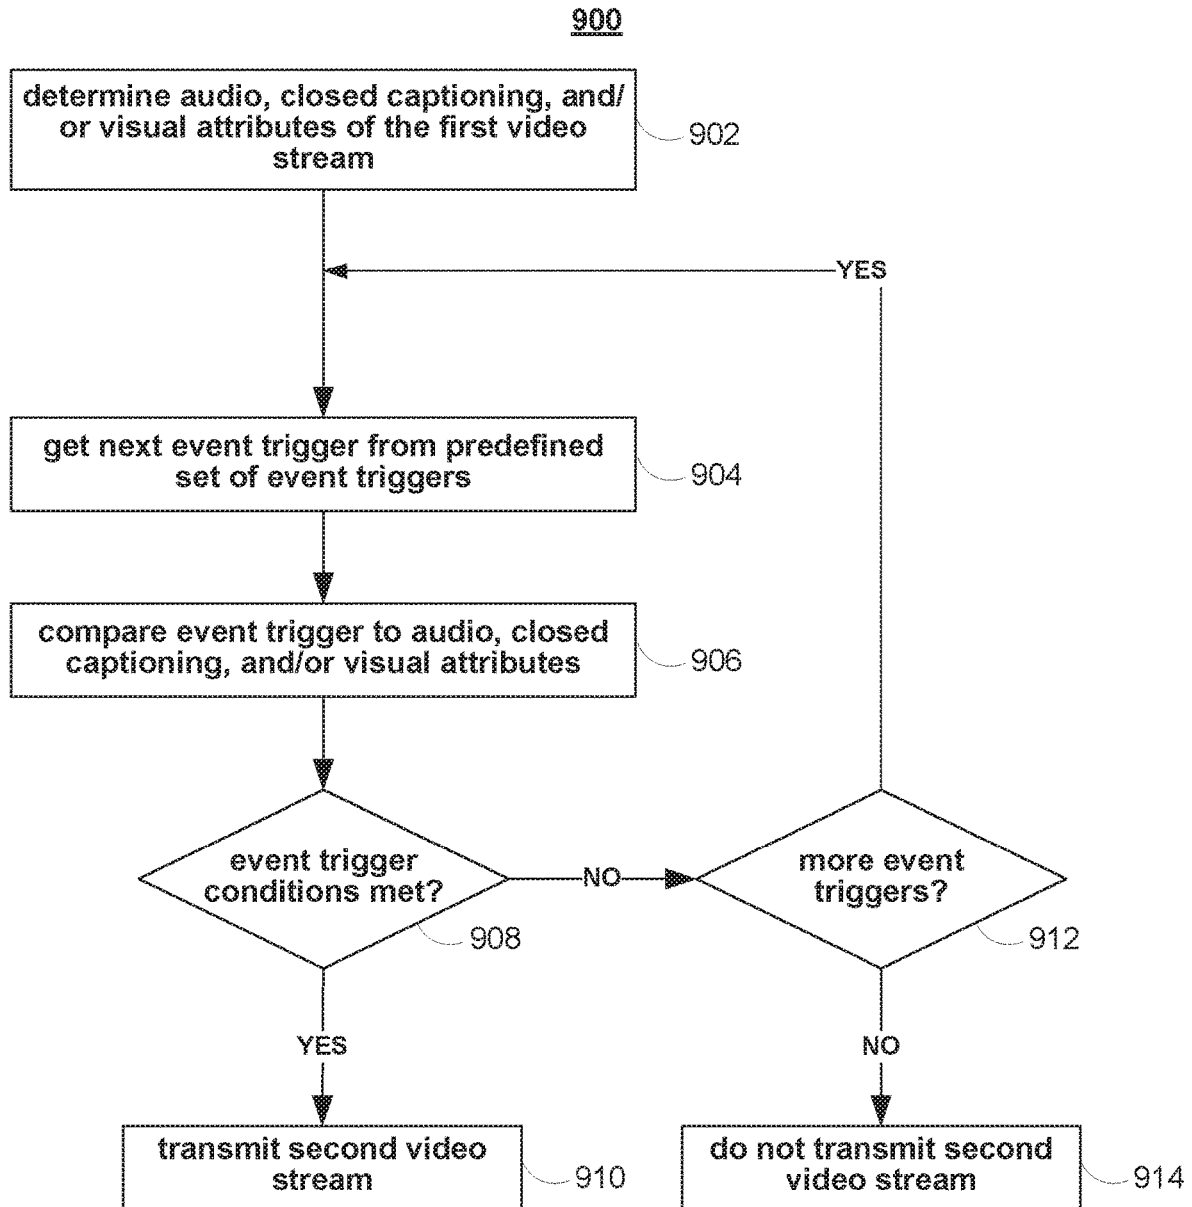 900
determine audio, closed captioning, and/
or visual attributes of the first video
stream
902
YES
get next event trigger from predefined
set of event triggers
904
compare event trigger to audio, closed
captioning, and/or visual attributes
906
event trigger
conditions met?
908
NO
more event
triggers?
912
YES
NO
transmit second video
stream
910
do not transmit second
video stream
914